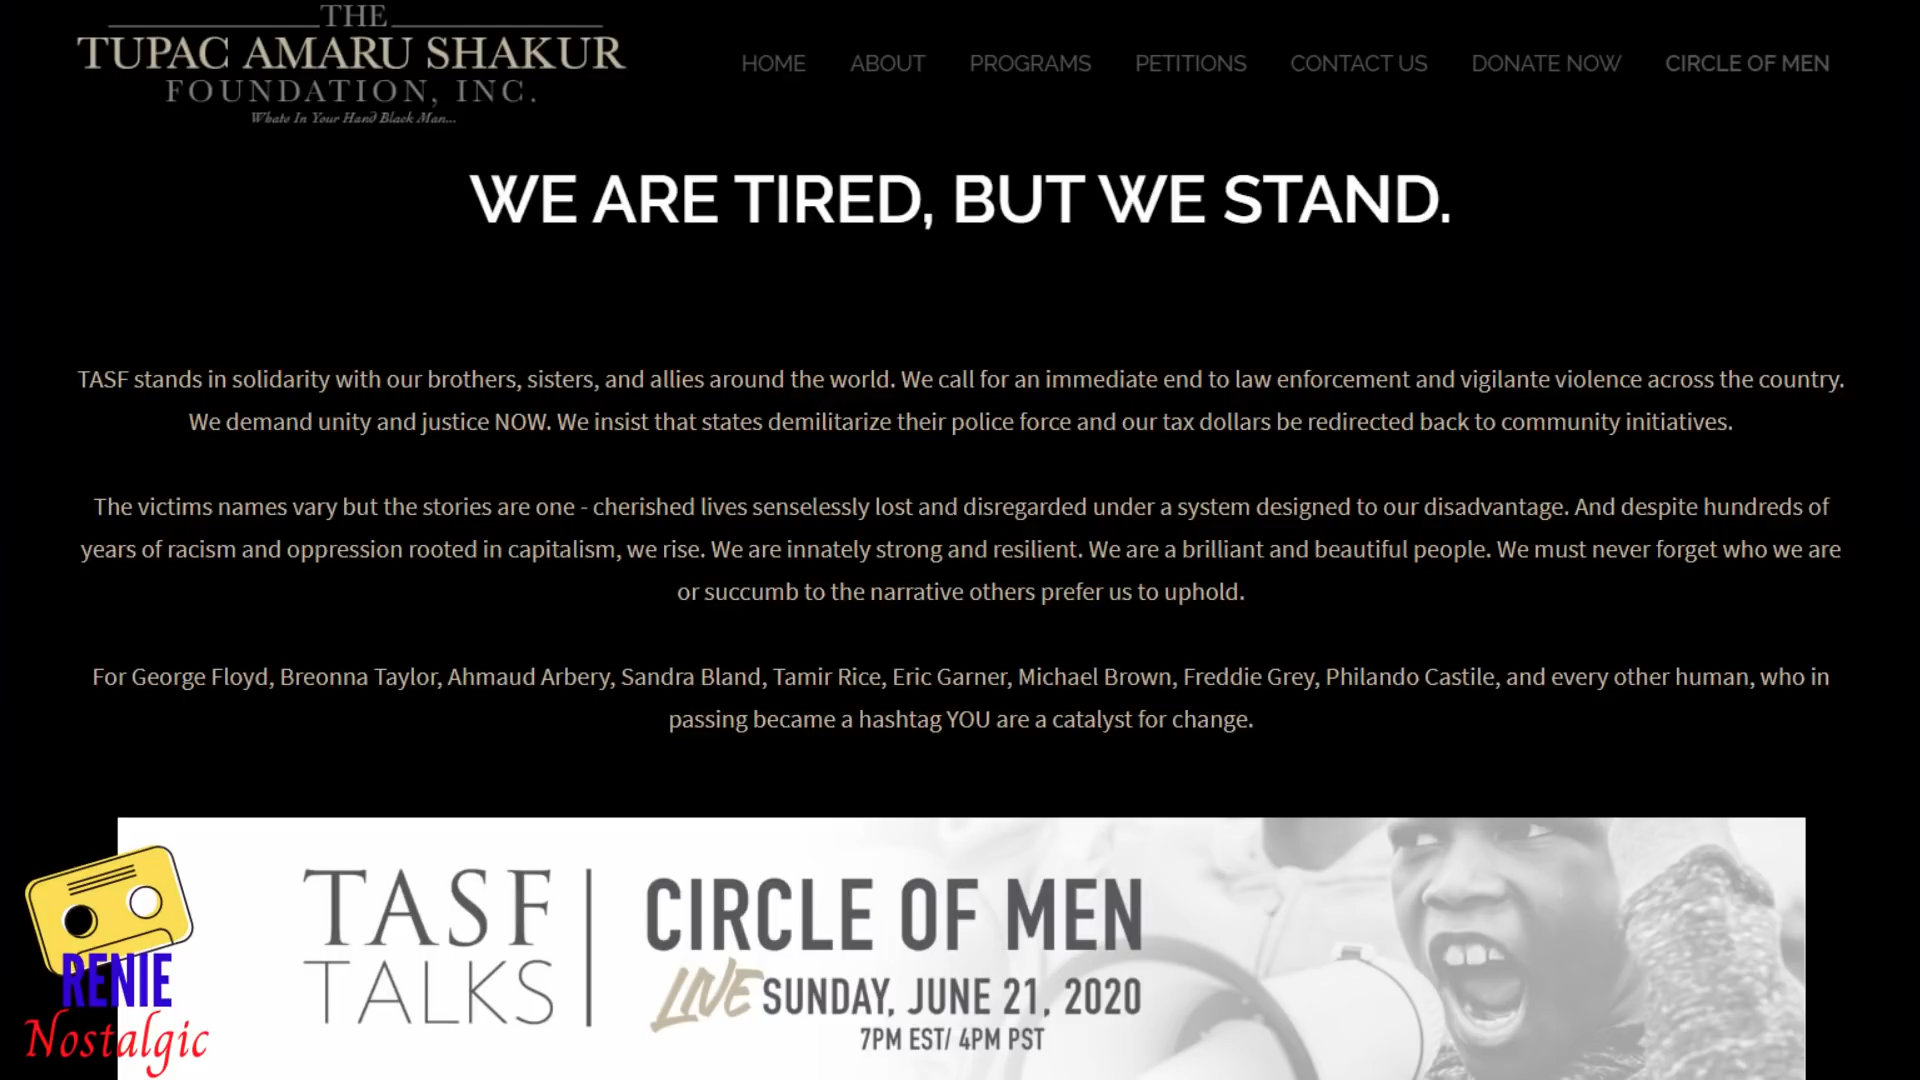 THE
TUPAC AMARU SHAKUR
FOUNDATION, INC.
Whats In Your Hand Black Man...
HOME ABOUT PROGRAMS PETITIONS CONTACT US DONATE NOW CIRCLE OF MEN
WE ARE TIRED, BUT WE STAND.
TASF stands in solidarity with our brothers, sisters, and allies around the world. We call for an immediate end to law enforcement and vigilante violence across the country.
We demand unity and justice NOW. We insist that states demilitarize their police force and our tax dollars be redirected back to community initiatives.
The victims names vary but the stories are one - cherished lives senselessly lost and disregarded under a system designed to our disadvantage. And despite hundreds of
years of racism and oppression rooted in capitalism, we rise. We are innately strong and resilient. We are a brilliant and beautiful people. We must never forget who we are
or succumb to the narrative others prefer us to uphold.
For George Floyd, Breonna Taylor, Ahmaud Arbery, Sandra Bland, Tamir Rice, Eric Garner, Michael Brown, Freddie Grey, Philando Castile, and every other human, who in
passing became a hashtag YOU are a catalyst for change.
TASF
TALKS
CIRCLE OF MEN
LIVE SUNDAY, JUNE 21, 2020
7PM EST/ 4PM PST
RENIE
Nostalgic